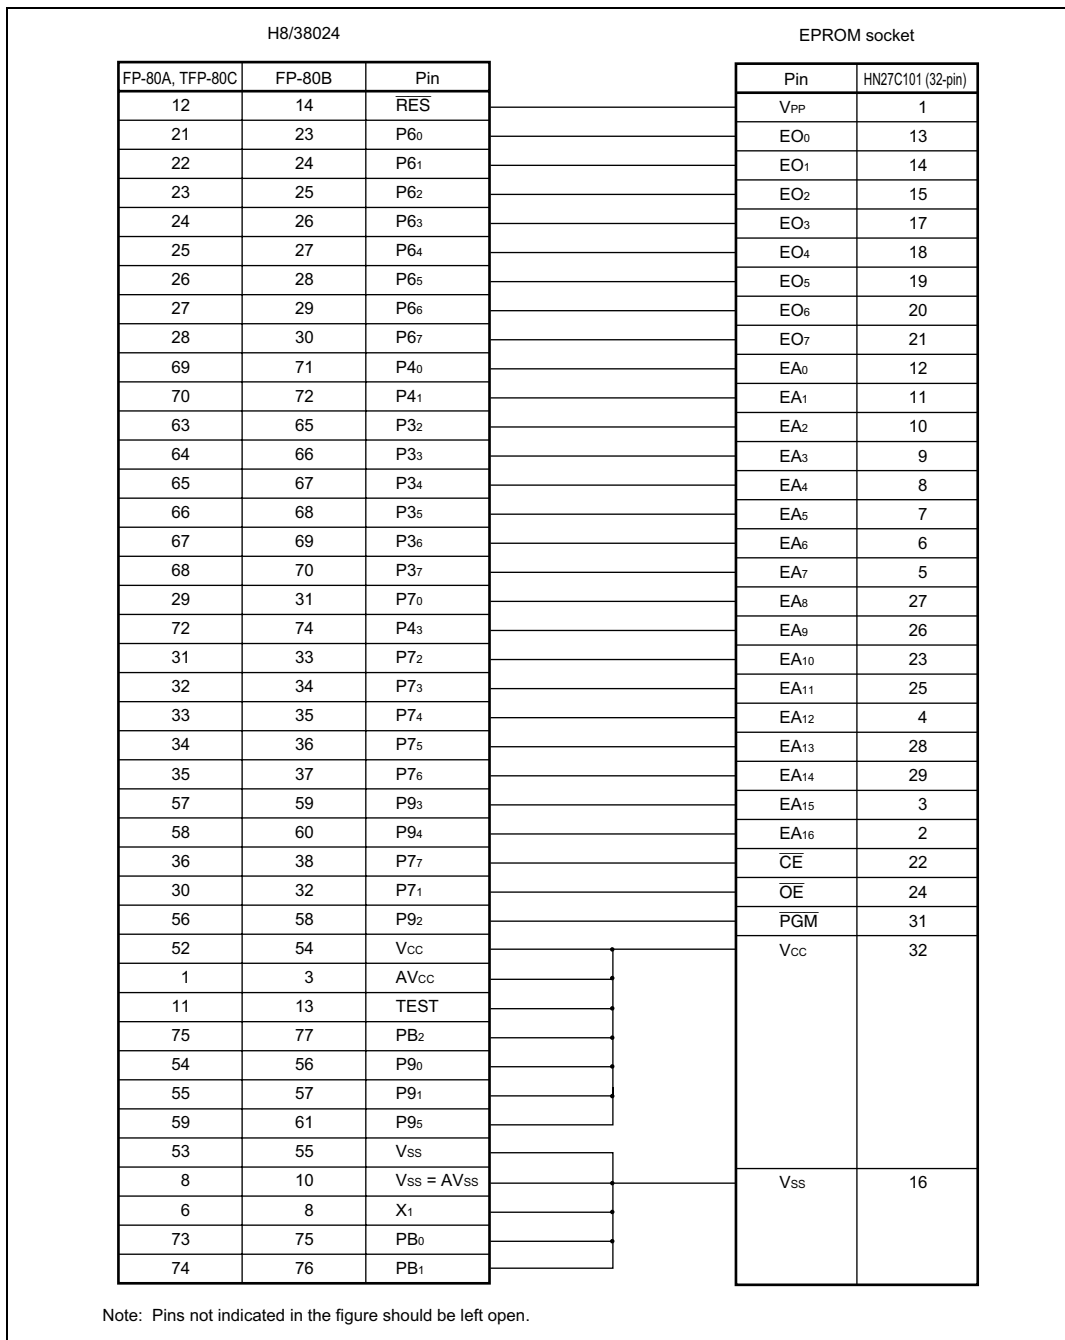 H8/38024 EPROM socket
FP-80A, TFP-80C FP-80B Pin Pin HN27C101 (32-pin)
12 14 R̅E̅S̅ VPP 1
21 23 P60 EO0 13
22 24 P61 EO1 14
23 25 P62 EO2 15
24 26 P63 EO3 17
25 27 P64 EO4 18
26 28 P65 EO5 19
27 29 P66 EO6 20
28 30 P67 EO7 21
69 71 P40 EA0 12
70 72 P41 EA1 11
63 65 P32 EA2 10
64 66 P33 EA3 9
65 67 P34 EA4 8
66 68 P35 EA5 7
67 69 P36 EA6 6
68 70 P37 EA7 5
29 31 P70 EA8 27
72 74 P43 EA9 26
31 33 P72 EA10 23
32 34 P73 EA11 25
33 35 P74 EA12 4
34 36 P75 EA13 28
35 37 P76 EA14 29
57 59 P93 EA15 3
58 60 P94 EA16 2
36 38 P77 C̅E̅ 22
30 32 P71 O̅E̅ 24
56 58 P92 P̅G̅M̅ 31
52 54 VCC VCC 32
1 3 AVCC
11 13 TEST
75 77 PB2
54 56 P90
55 57 P91
59 61 P95
53 55 VSS
8 10 VSS = AVSS VSS 16
6 8 X1
73 75 PB0
74 76 PB1
Note: Pins not indicated in the figure should be left open.